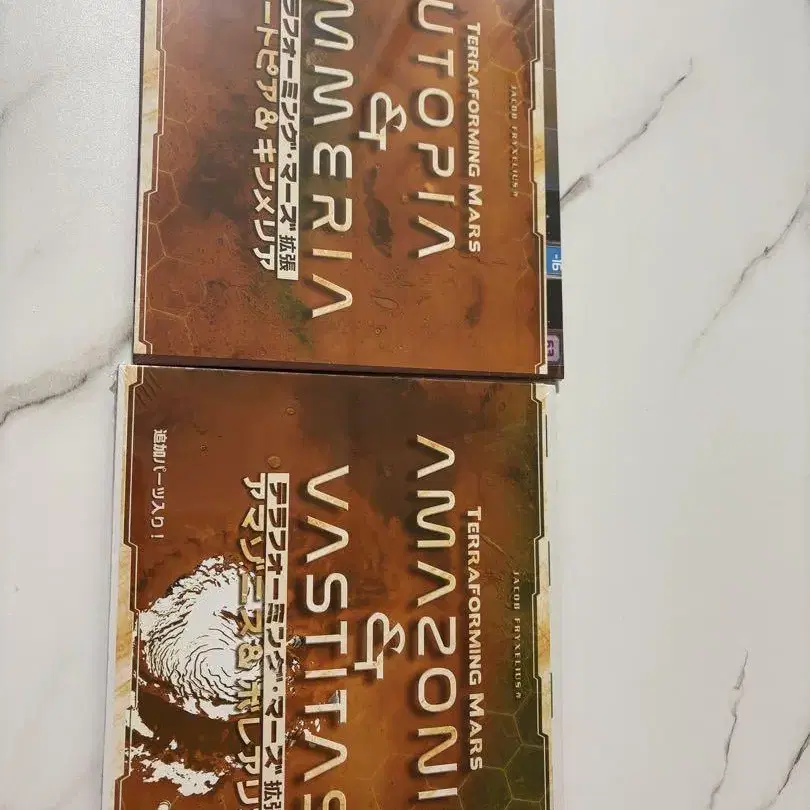 JACOB FRYXELIUS
TERRAFORMING MARS
UTOPIA
&
MMERIA
テラフォーミング・マーズ 拡張
ートピア & キンメリア
-16
53
JACOB FRYXELIUS
TERRAFORMING MARS
AMAZONI
&
VASTITAS
テラフォーミング・マーズ 拡張
アマゾニス & ボレアリ
追加パーツ入り!